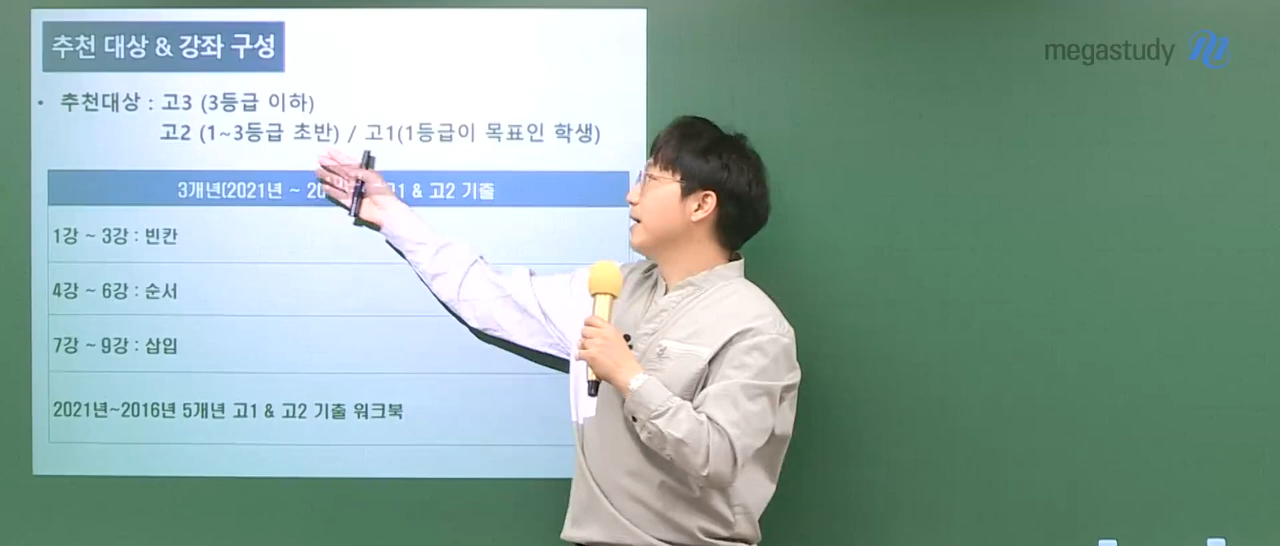 추천 대상 & 강좌 구성
megastudy
• 추천대상 : 고3 (3등급 이하)
고2 (1~3등급 초반) / 고1(1등급이 목표인 학생)
3개년(2021년 ~ & 고2 기출
1강 ~ 3강 : 빈칸
4강 ~ 6강 : 순서
7강 ~ 9강 : 삽입
2021년~2016년 5개년 고1 & 고2 기출 워크북